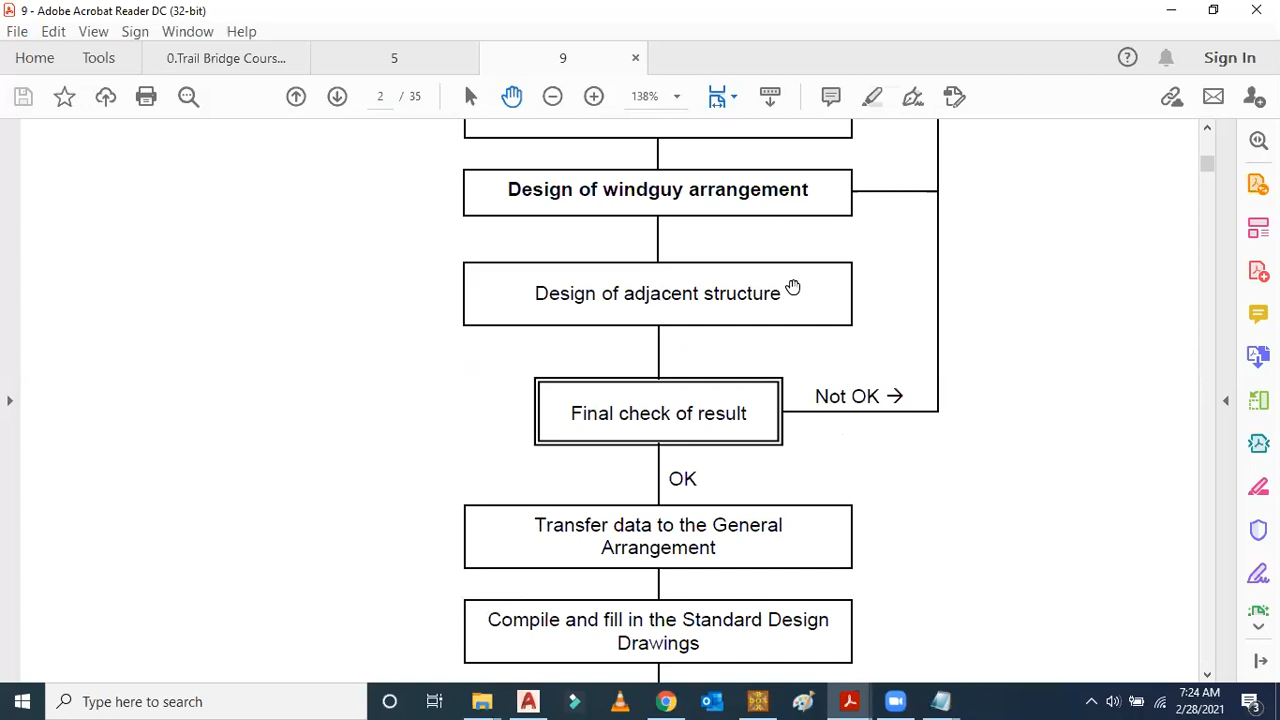 9 - Adobe Acrobat Reader DC (32-bit)
File Edit View Sign Window Help
Home Tools 0.Trail Bridge Cours... 5 9 Sign In
2 / 35 138%
Design of windguy arrangement
Design of adjacent structure
Not OK →
Final check of result
OK
Transfer data to the General
Arrangement
Compile and fill in the Standard Design
Drawings
Type here to search
7:24 AM
2/28/2021
3